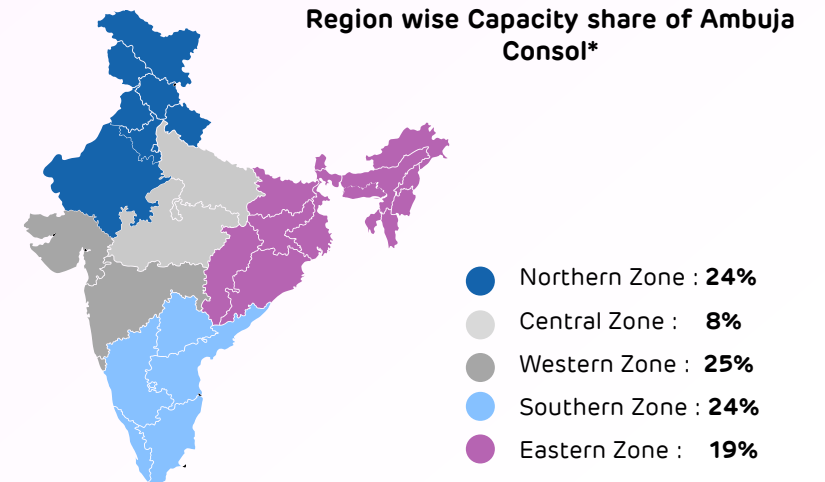 Region wise Capacity share of Ambuja
Consol*
Northern Zone : 24%
Central Zone : 8%
Western Zone : 25%
Southern Zone : 24%
Eastern Zone : 19%